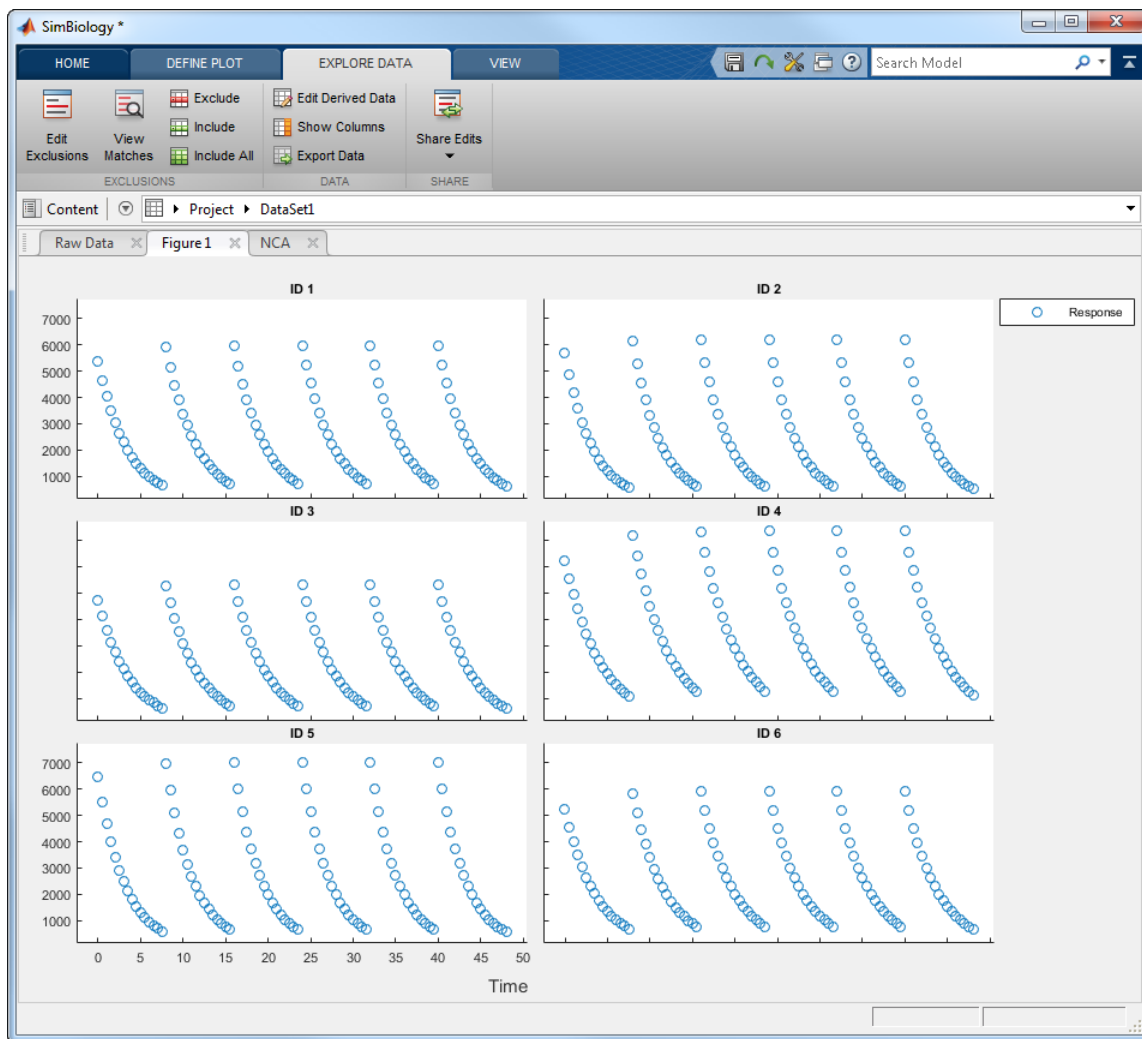 SimBiology *
HOME DEFINE PLOT EXPLORE DATA VIEW Search Model
Edit Exclusions
View Matches
Exclude
Include
Include All
EXCLUSIONS
Edit Derived Data
Show Columns
Export Data
DATA
Share Edits
SHARE
Content Project DataSet1
Raw Data Figure 1 NCA
ID 1
ID 2
Response
7000
6000
5000
4000
3000
2000
1000
ID 3
ID 4
ID 5
ID 6
7000
6000
5000
4000
3000
2000
1000
0 5 10 15 20 25 30 35 40 45 50
Time